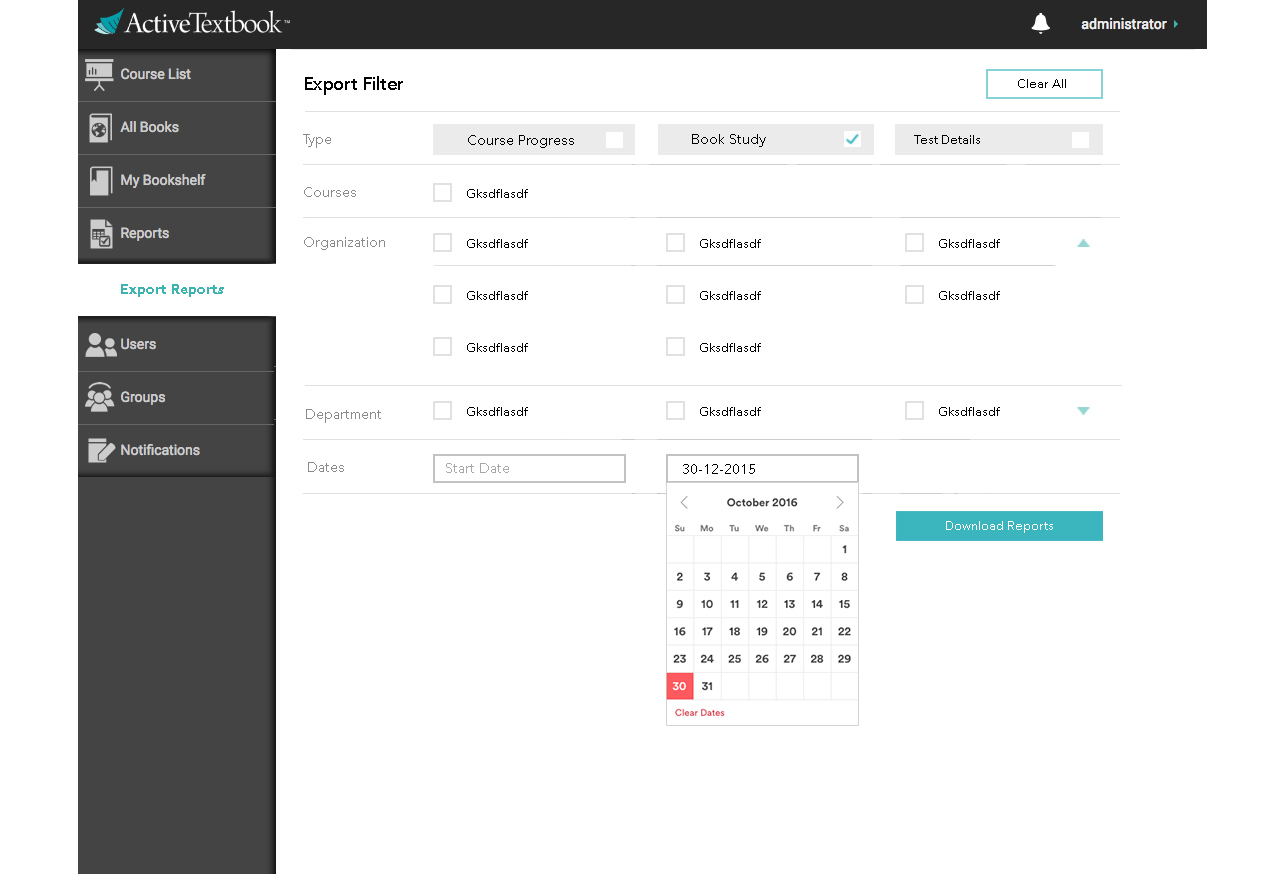 ActiveTextbook™
administrator
Course List
All Books
My Bookshelf
Reports
Export Reports
Users
Groups
Notifications
Export Filter
Clear All
Type
Course Progress
Book Study
Test Details
Courses
Gksdflasdf
Organization
Gksdflasdf Gksdflasdf Gksdflasdf
Gksdflasdf Gksdflasdf Gksdflasdf
Gksdflasdf Gksdflasdf
Department
Gksdflasdf Gksdflasdf Gksdflasdf
Dates
Start Date
30-12-2015
October 2016
Su Mo Tu We Th Fr Sa
1
2 3 4 5 6 7 8
9 10 11 12 13 14 15
16 17 18 19 20 21 22
23 24 25 26 27 28 29
30 31
Clear Dates
Download Reports